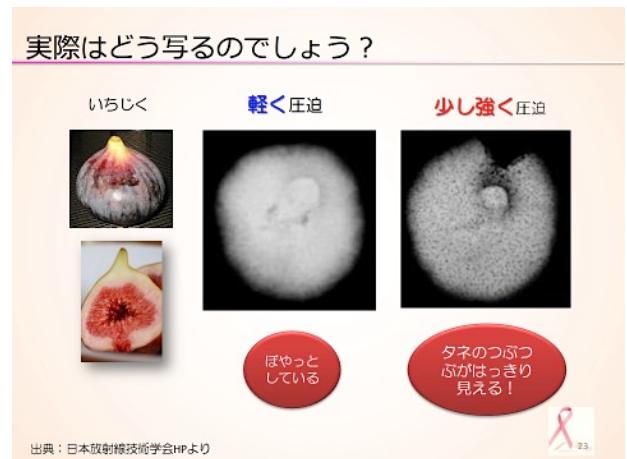 実際はどう写るのでしょう？
いちじく
軽く圧迫
少し強く圧迫
ぼやっと
している
タネのつぶつ
ぶがはっきり
見える！
出典：日本放射線技術学会HPより
23